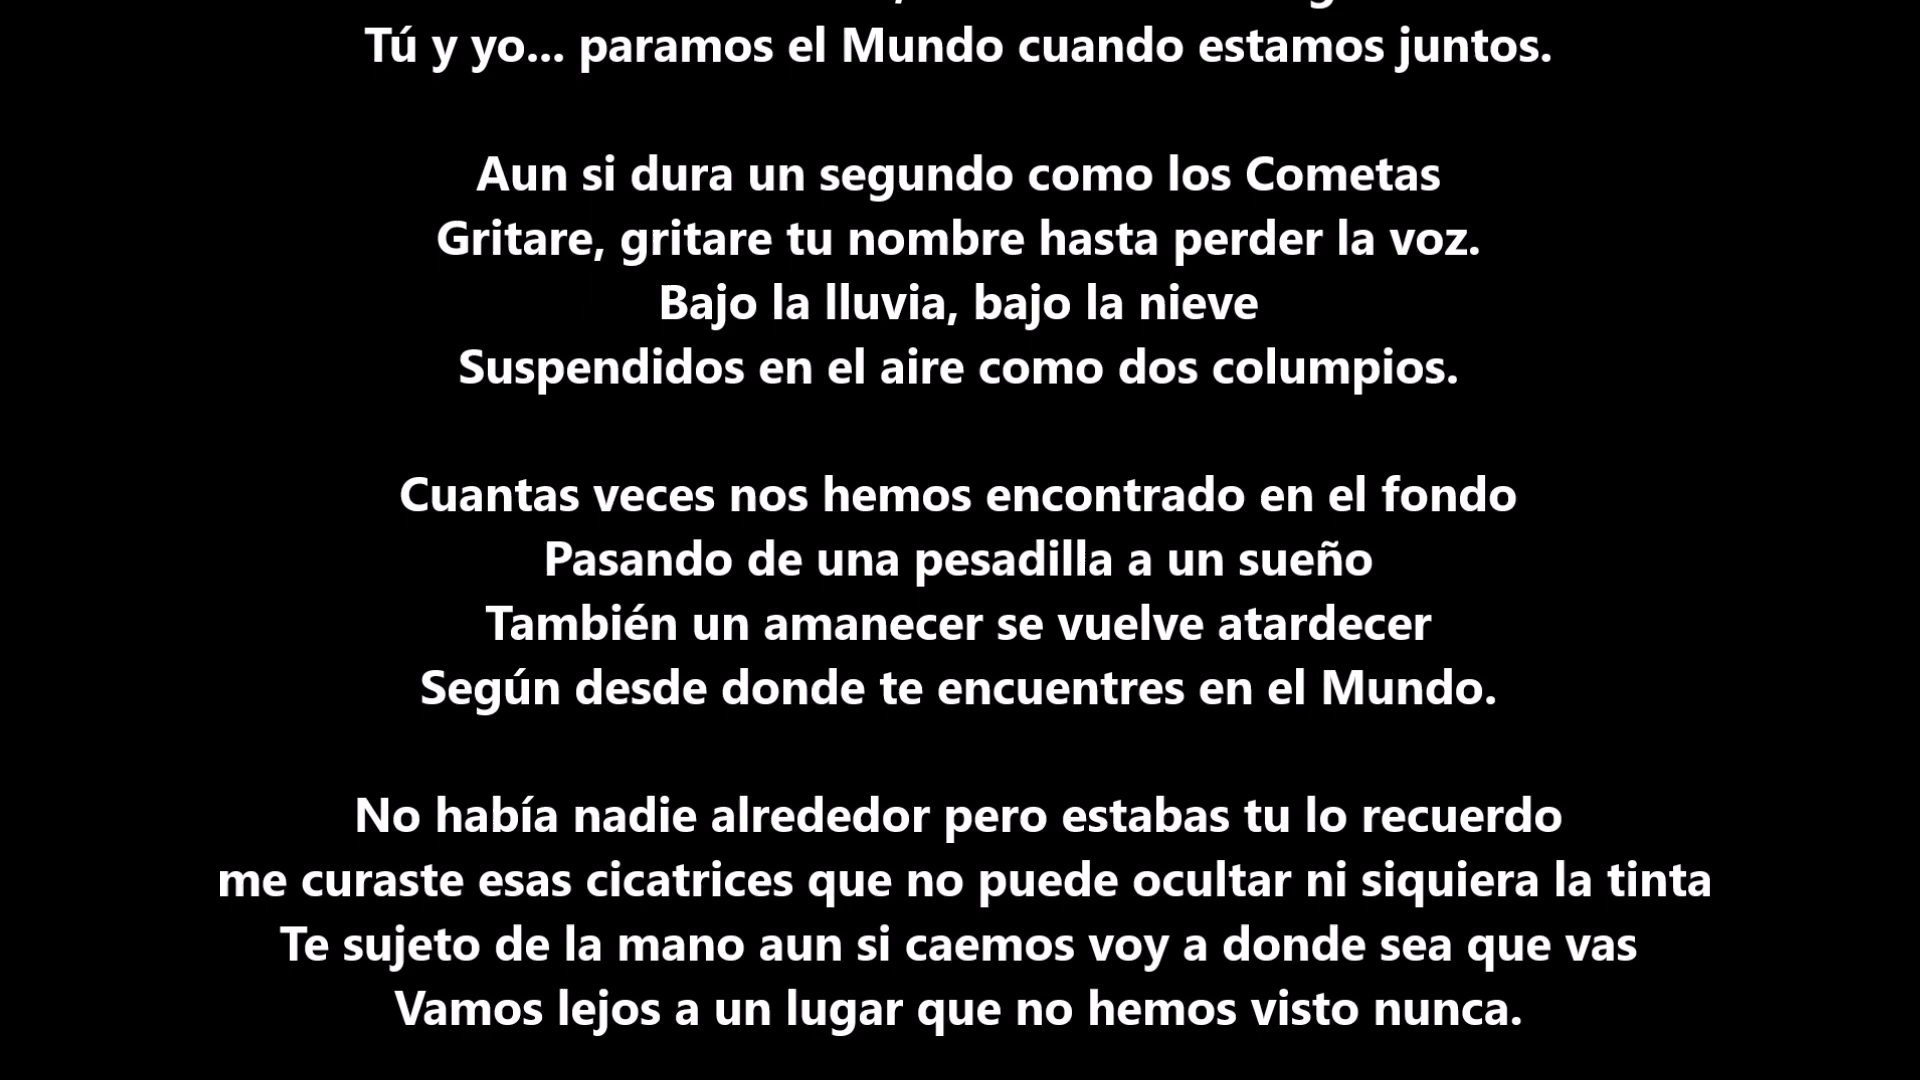 Tú y yo... paramos el Mundo cuando estamos juntos.
Aun si dura un segundo como los Cometas
Gritare, gritare tu nombre hasta perder la voz.
Bajo la lluvia, bajo la nieve
Suspendidos en el aire como dos columpios.
Cuantas veces nos hemos encontrado en el fondo
Pasando de una pesadilla a un sueño
También un amanecer se vuelve atardecer
Según desde donde te encuentres en el Mundo.
No había nadie alrededor pero estabas tu lo recuerdo
me curaste esas cicatrices que no puede ocultar ni siquiera la tinta
Te sujeto de la mano aun si caemos voy a donde sea que vas
Vamos lejos a un lugar que no hemos visto nunca.